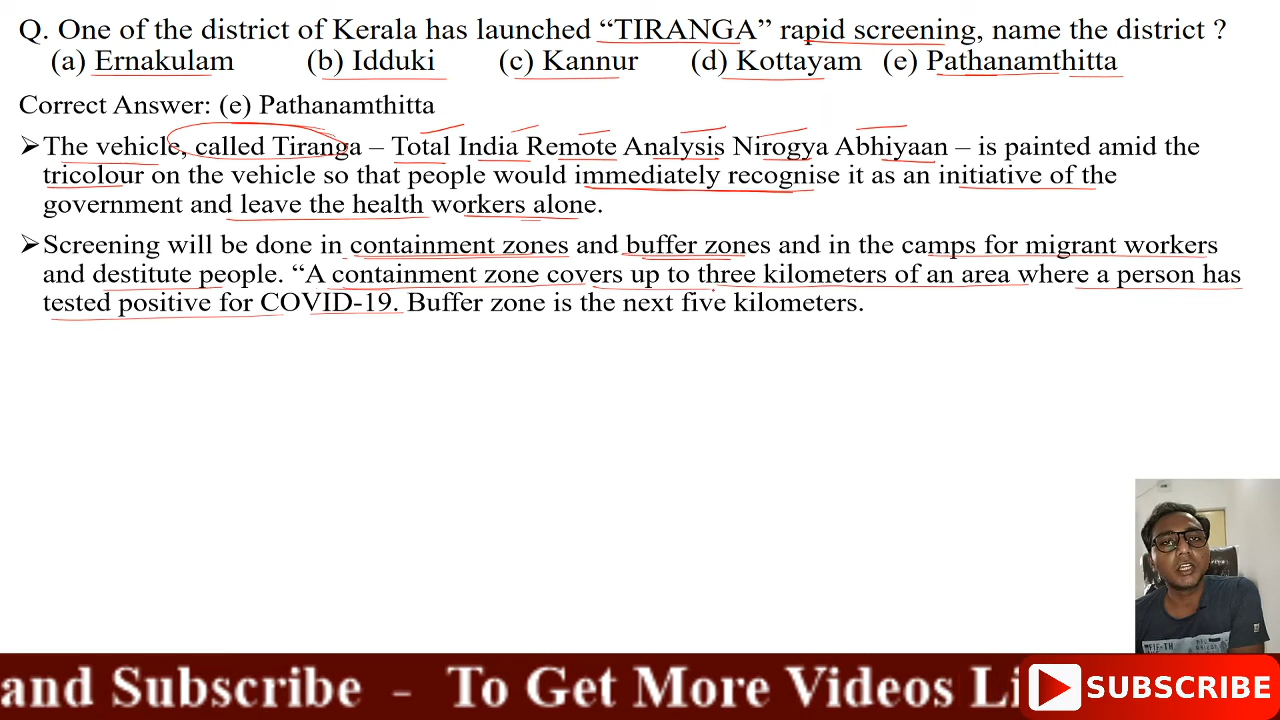 Q. One of the district of Kerala has launched “TIRANGA” rapid screening, name the district ?
(a) Ernakulam (b) Idduki (c) Kannur (d) Kottayam (e) Pathanamthitta
Correct Answer: (e) Pathanamthitta
➢The vehicle, called Tiranga – Total India Remote Analysis Nirogya Abhiyaan – is painted amid the
tricolour on the vehicle so that people would immediately recognise it as an initiative of the
government and leave the health workers alone.
➢Screening will be done in containment zones and buffer zones and in the camps for migrant workers
and destitute people. “A containment zone covers up to three kilometers of an area where a person has
tested positive for COVID-19. Buffer zone is the next five kilometers.
and Subscribe - To Get More Videos Li
SUBSCRIBE